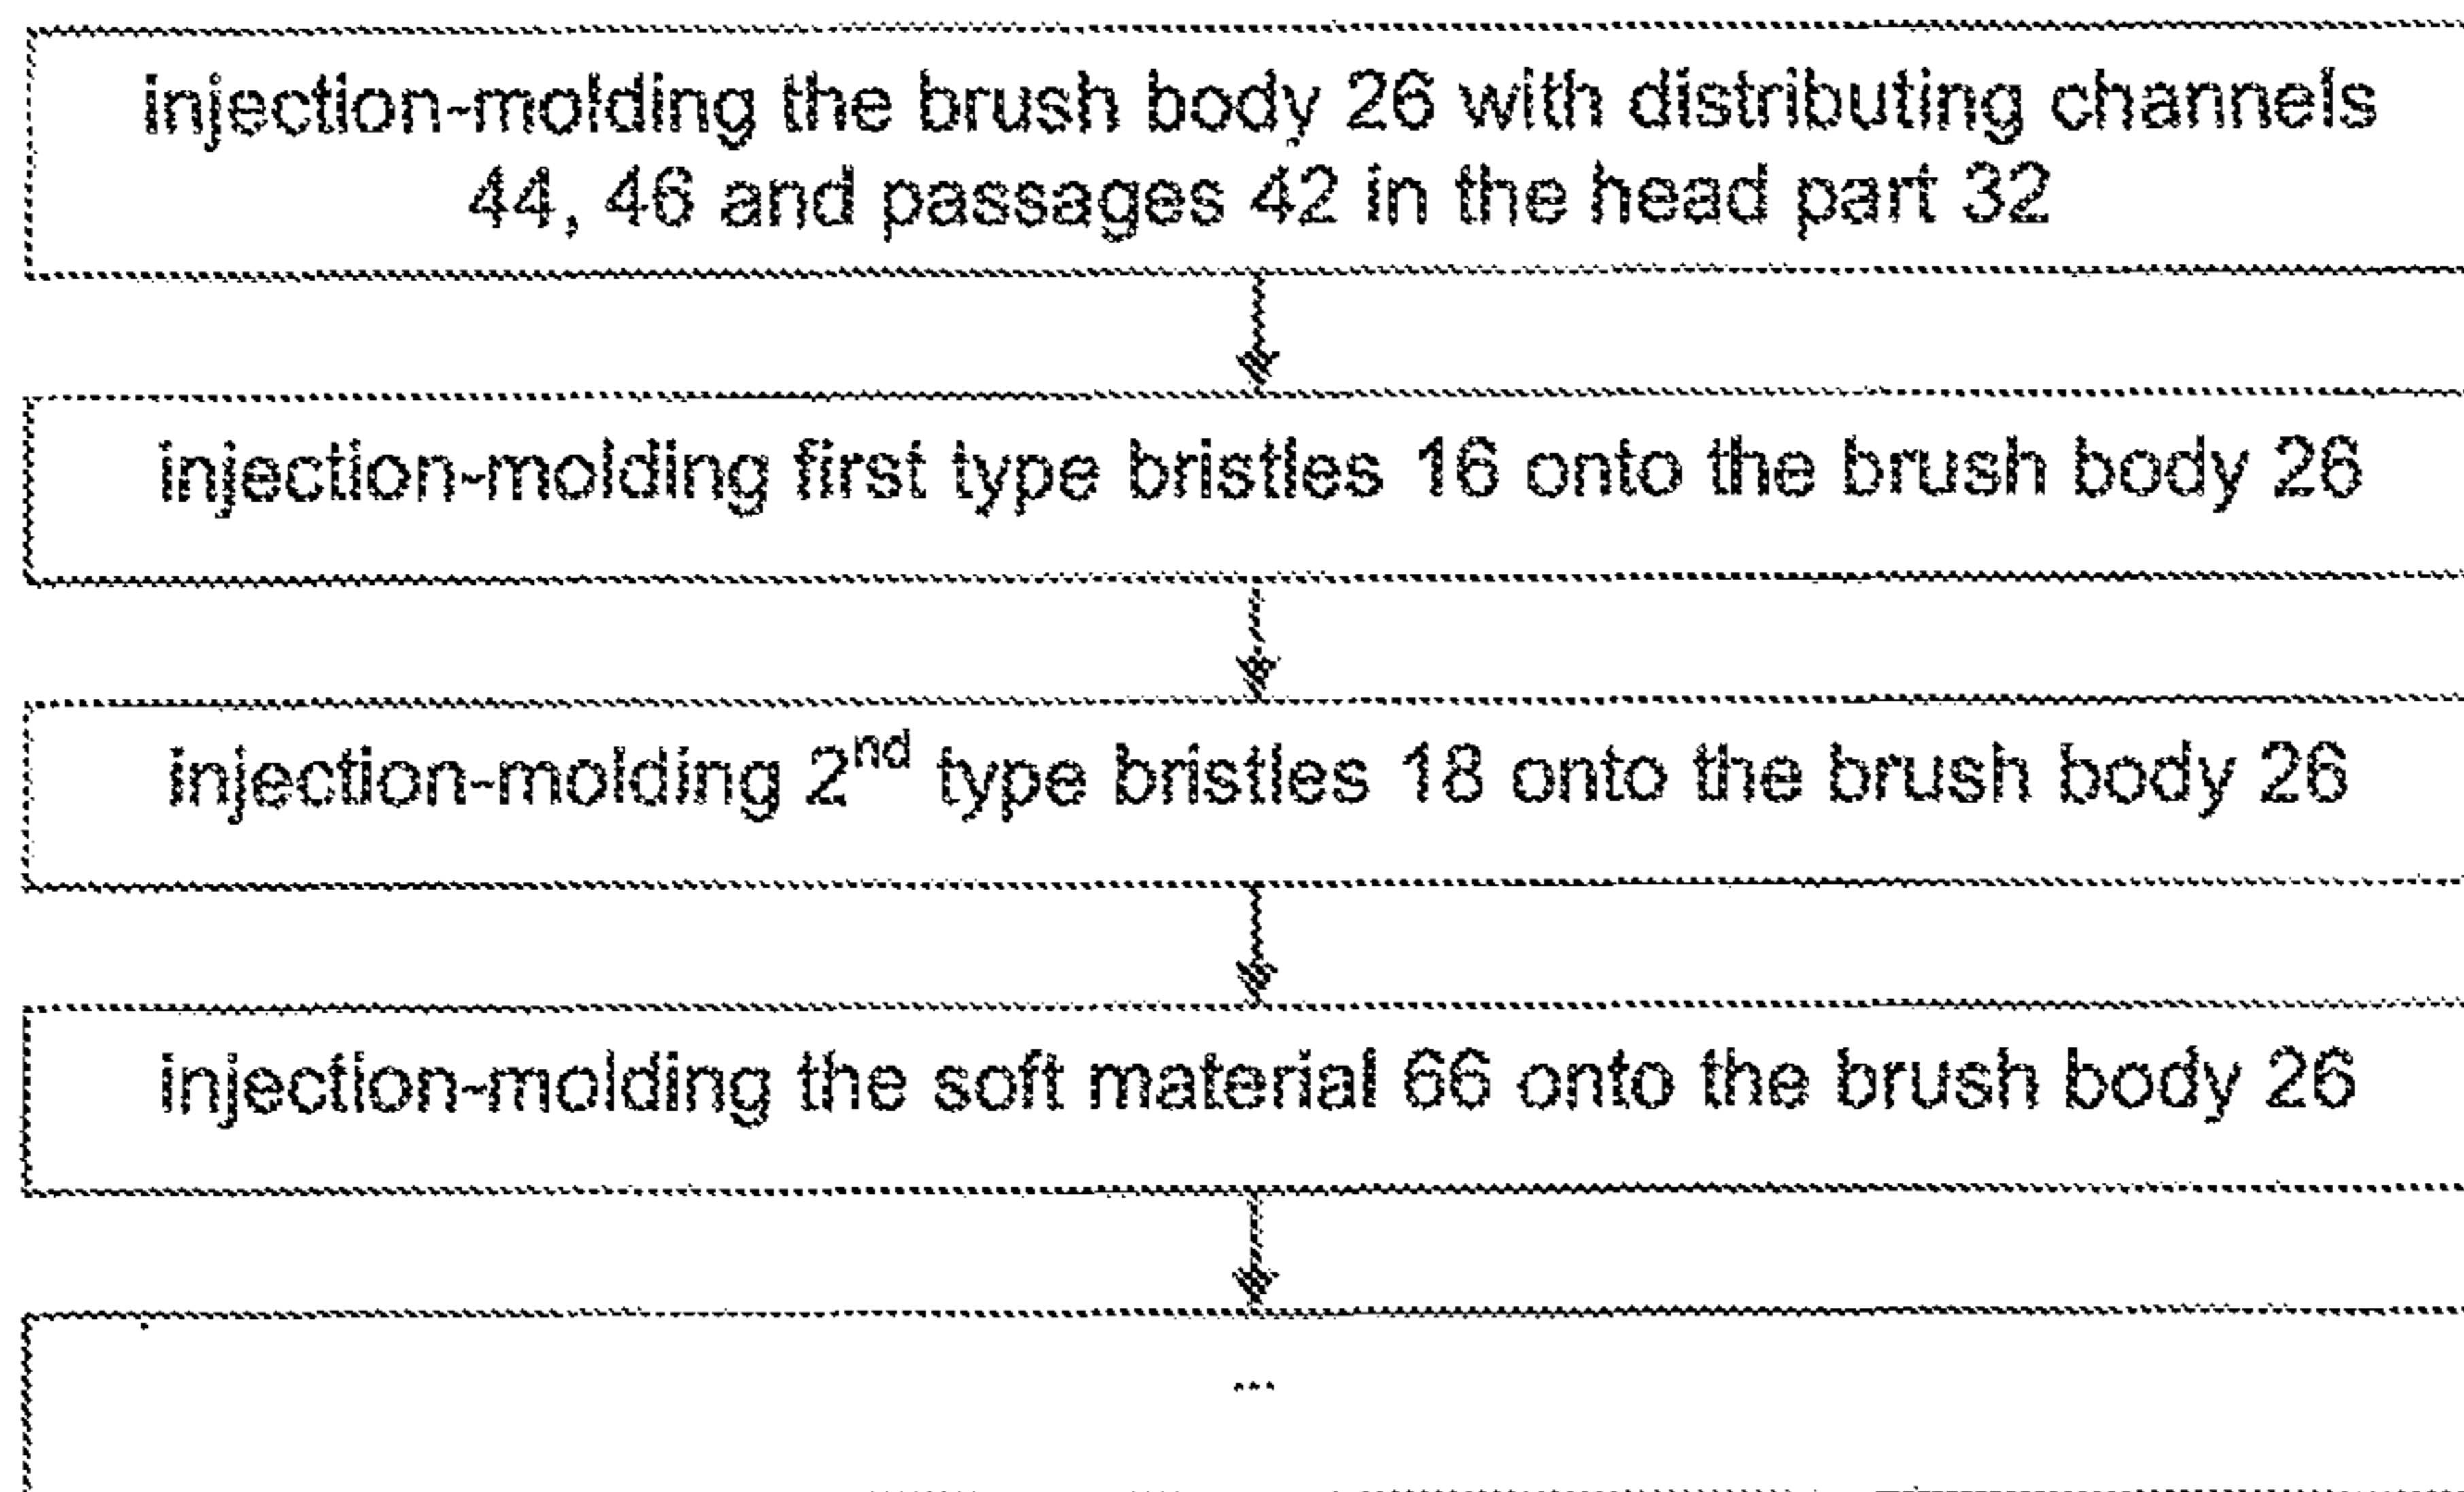 injection-molding the brush body 26 with distributing channels
44, 46 and passages 42 in the head part 32
injection-molding first type bristles 16 onto the brush body 26
injection-molding 2nd type bristles 18 onto the brush body 26
injection-molding the soft material 66 onto the brush body 26
...